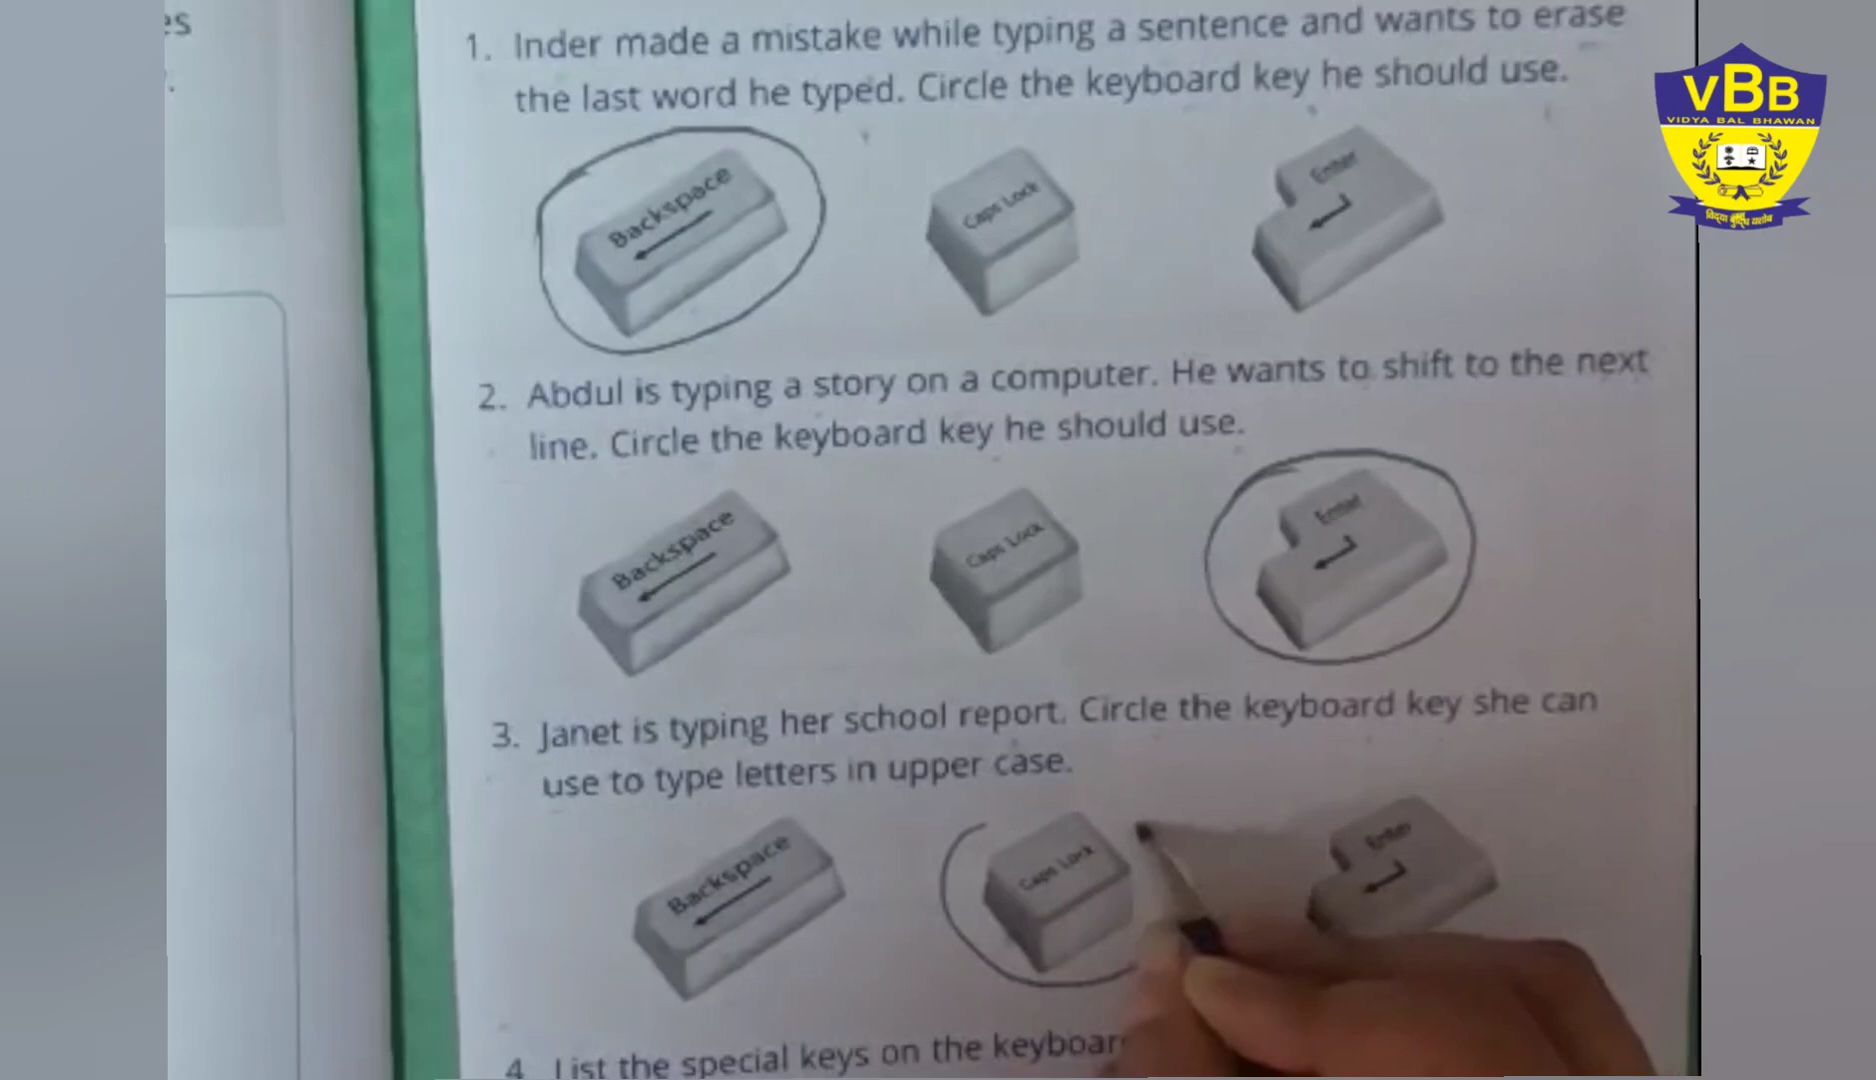 es
1. Inder made a mistake while typing a sentence and wants to erase
the last word he typed. Circle the keyboard key he should use.
Backspace
Caps Lock
Enter
2. Abdul is typing a story on a computer. He wants to shift to the next
line. Circle the keyboard key he should use.
Backspace
Caps Lock
Enter
3. Janet is typing her school report. Circle the keyboard key she can
use to type letters in upper case.
Backspace
Caps Lock
Enter
4. List the special keys on the keyboar
VBB
VIDYA BAL BHAWAN